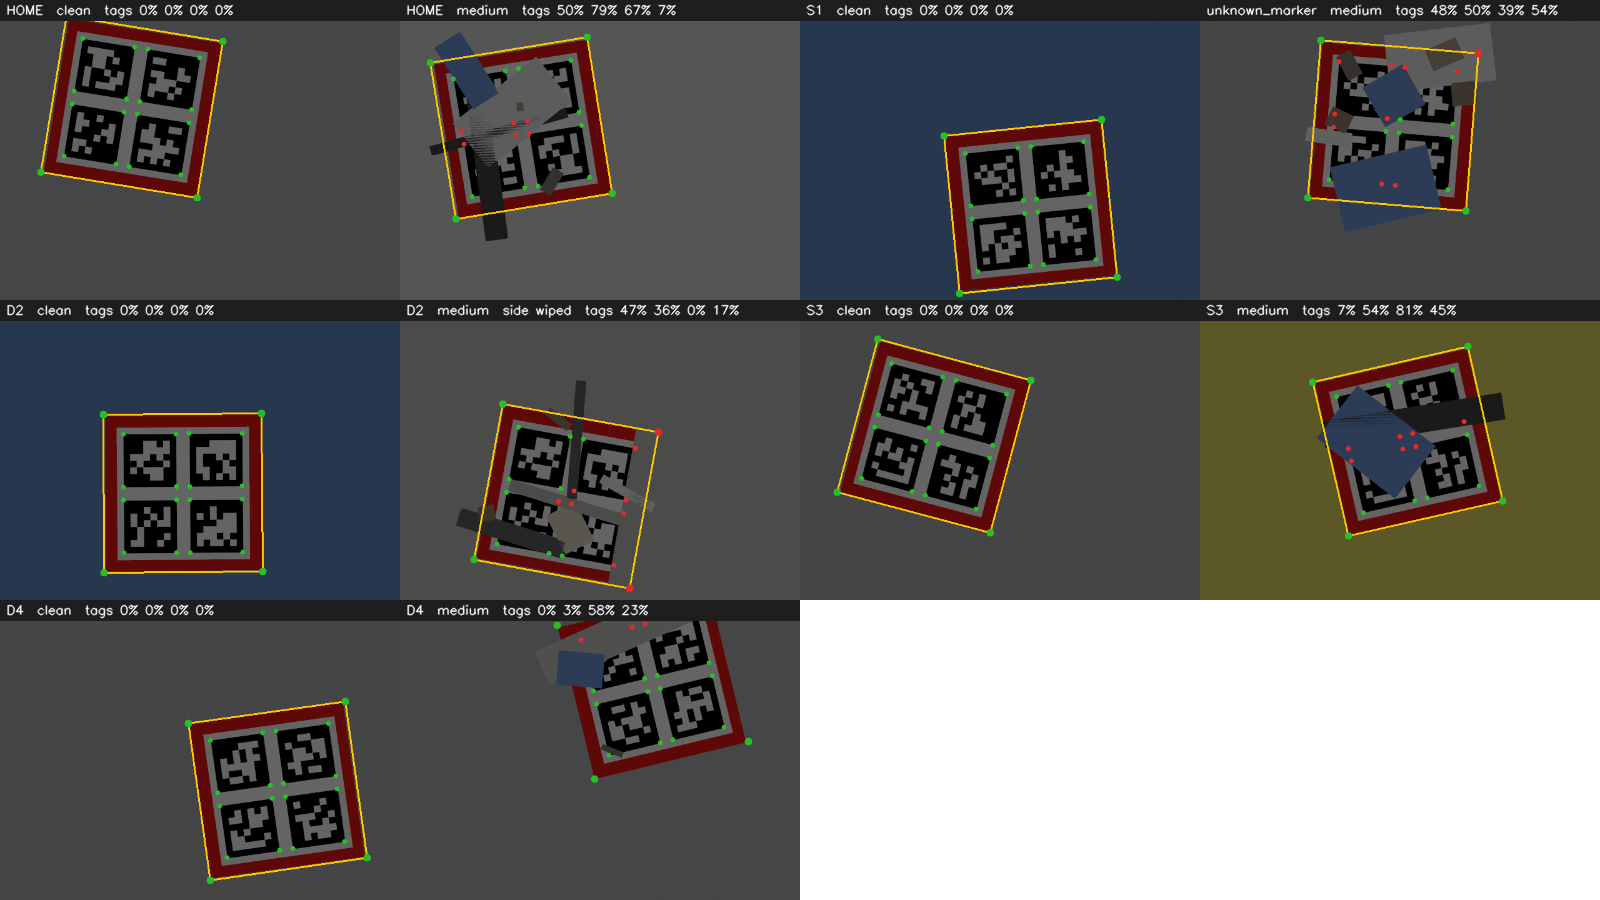 HOME clean tags 0% 0% 0% 0%
HOME medium tags 50% 79% 67% 7%
S1 clean tags 0% 0% 0% 0%
unknown_marker medium tags 48% 50% 39% 54%
D2 clean tags 0% 0% 0% 0%
D2 medium side wiped tags 47% 36% 0% 17%
S3 clean tags 0% 0% 0% 0%
S3 medium tags 7% 54% 81% 45%
D4 clean tags 0% 0% 0% 0%
D4 medium tags 0% 3% 58% 23%